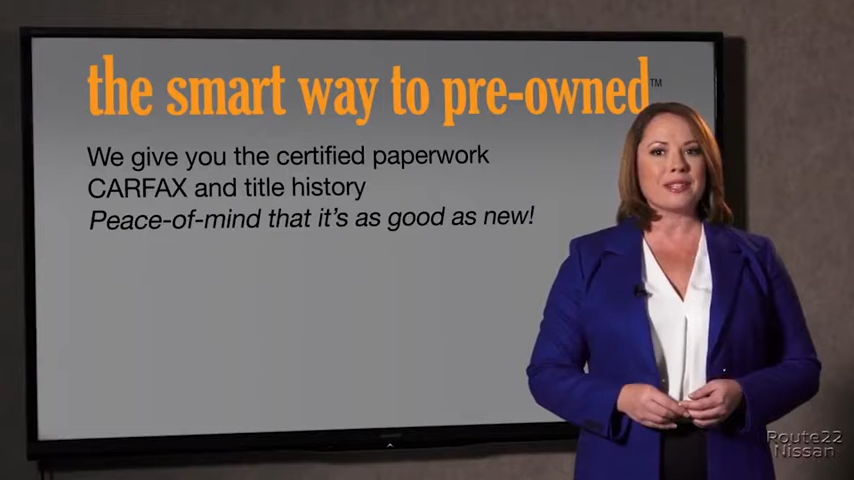 the smart way to pre-owned™
We give you the certified paperwork
CARFAX and title history
Peace-of-mind that it's as good as new!
Route22
Nissan